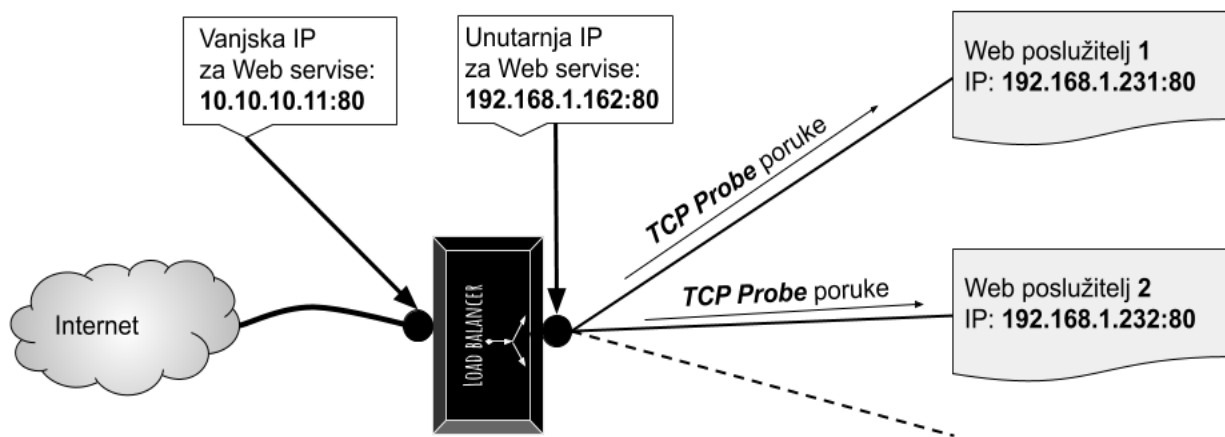 Vanjska IP
za Web servise:
10.10.10.11:80
Unutarnja IP
za Web servise:
192.168.1.162:80
Web poslužitelj 1
IP: 192.168.1.231:80
TCP Probe poruke
Internet
LOAD BALANCER
TCP Probe poruke
Web poslužitelj 2
IP: 192.168.1.232:80